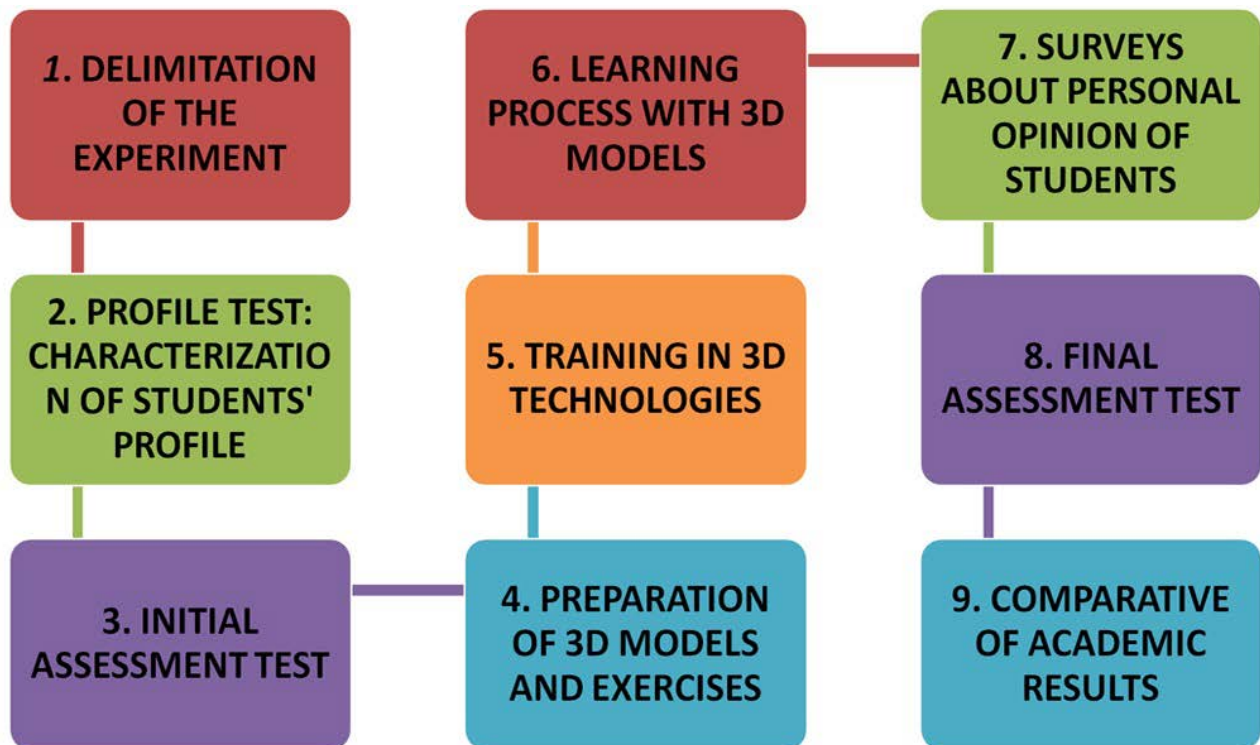 1. DELIMITATION
OF THE
EXPERIMENT
2. PROFILE TEST:
CHARACTERIZATIO
N OF STUDENTS'
PROFILE
3. INITIAL
ASSESSMENT TEST
4. PREPARATION
OF 3D MODELS
AND EXERCISES
5. TRAINING IN 3D
TECHNOLOGIES
6. LEARNING
PROCESS WITH 3D
MODELS
7. SURVEYS
ABOUT PERSONAL
OPINION OF
STUDENTS
8. FINAL
ASSESSMENT TEST
9. COMPARATIVE
OF ACADEMIC
RESULTS